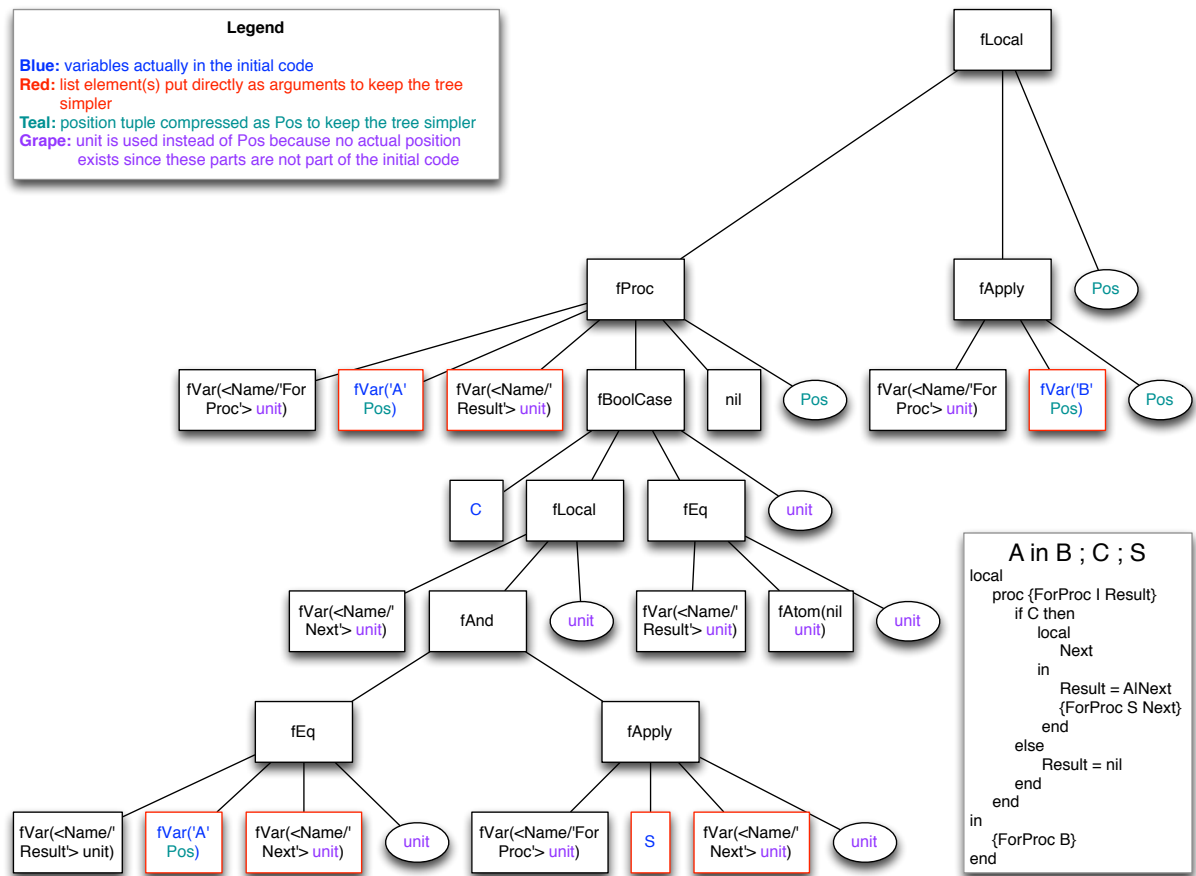 Legend
Blue: variables actually in the initial code
Red: list element(s) put directly as arguments to keep the tree
simpler
Teal: position tuple compressed as Pos to keep the tree simpler
Grape: unit is used instead of Pos because no actual position
exists since these parts are not part of the initial code
fLocal
fProc
fApply
Pos
fVar(<Name/'For
Proc'> unit)
fVar('A'
Pos)
fVar(<Name/'
Result'> unit)
fBoolCase
nil
Pos
fVar(<Name/'For
Proc'> unit)
fVar('B'
Pos)
Pos
C
fLocal
fEq
unit
fVar(<Name/'
Next'> unit)
fAnd
unit
fVar(<Name/'
Result'> unit)
fAtom(nil
unit)
unit
fEq
fApply
fVar(<Name/'
Result'> unit)
fVar('A'
Pos)
fVar(<Name/'
Next'> unit)
unit
fVar(<Name/'For
Proc'> unit)
S
fVar(<Name/'
Next'> unit)
unit
A in B ; C ; S
local
proc {ForProc I Result}
if C then
local
Next
in
Result = A|Next
{ForProc S Next}
end
else
Result = nil
end
end
in
{ForProc B}
end